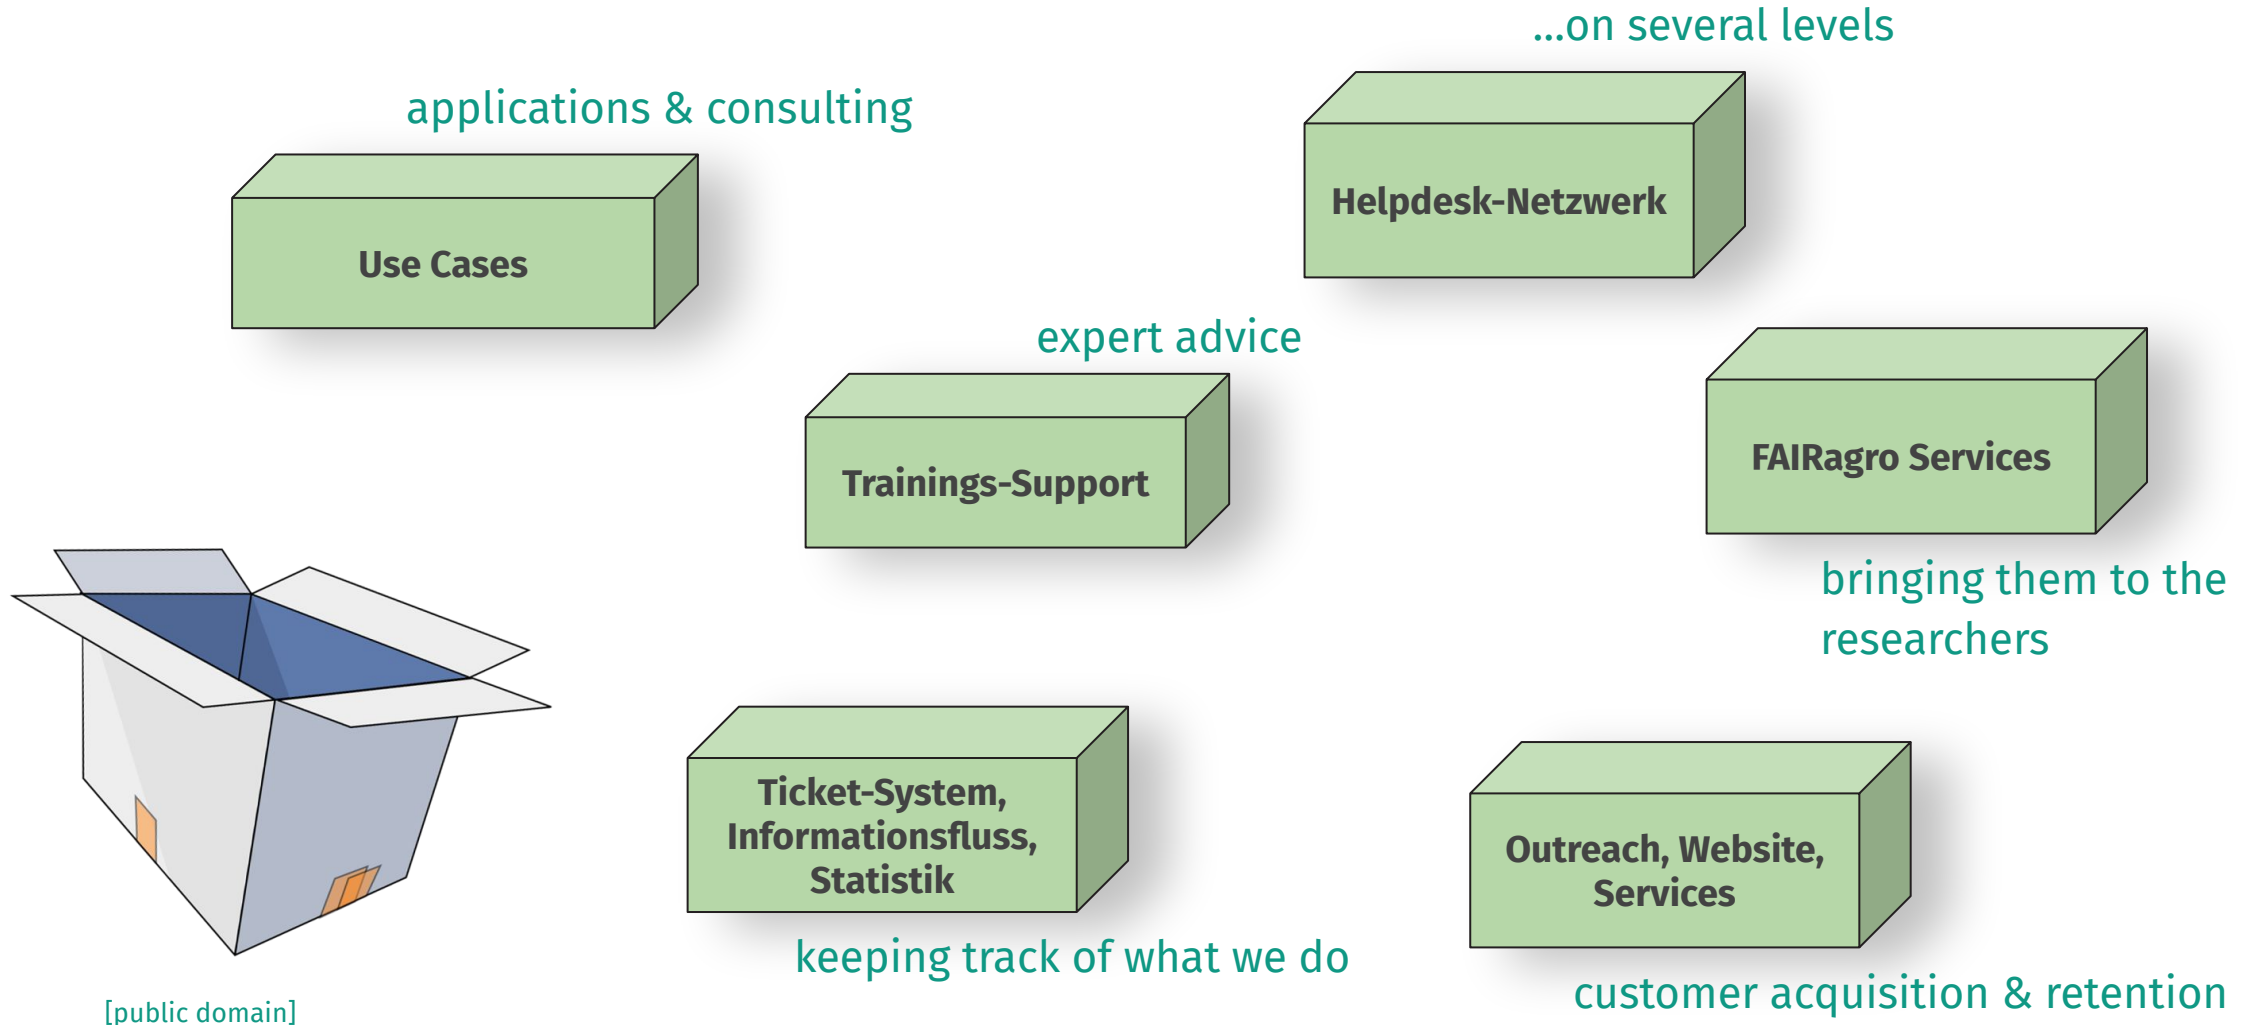 ...on several levels
applications & consulting
Helpdesk-Netzwerk
Use Cases
expert advice
Trainings-Support
FAIRagro Services
bringing them to the
researchers
Ticket-System,
Informationsfluss,
Statistik
keeping track of what we do
Outreach, Website,
Services
customer acquisition & retention
[public domain]